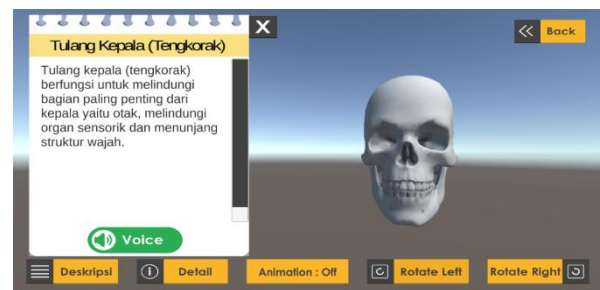 Tulang Kepala (Tengkorak)
X
Back
Tulang kepala (tengkorak)
berfungsi untuk melindungi
bagian paling penting dari
kepala yaitu otak, melindungi
organ sensorik dan menunjang
struktur wajah.
Voice
Deskripsi
Detail
Animation : Off
Rotate Left
Rotate Right